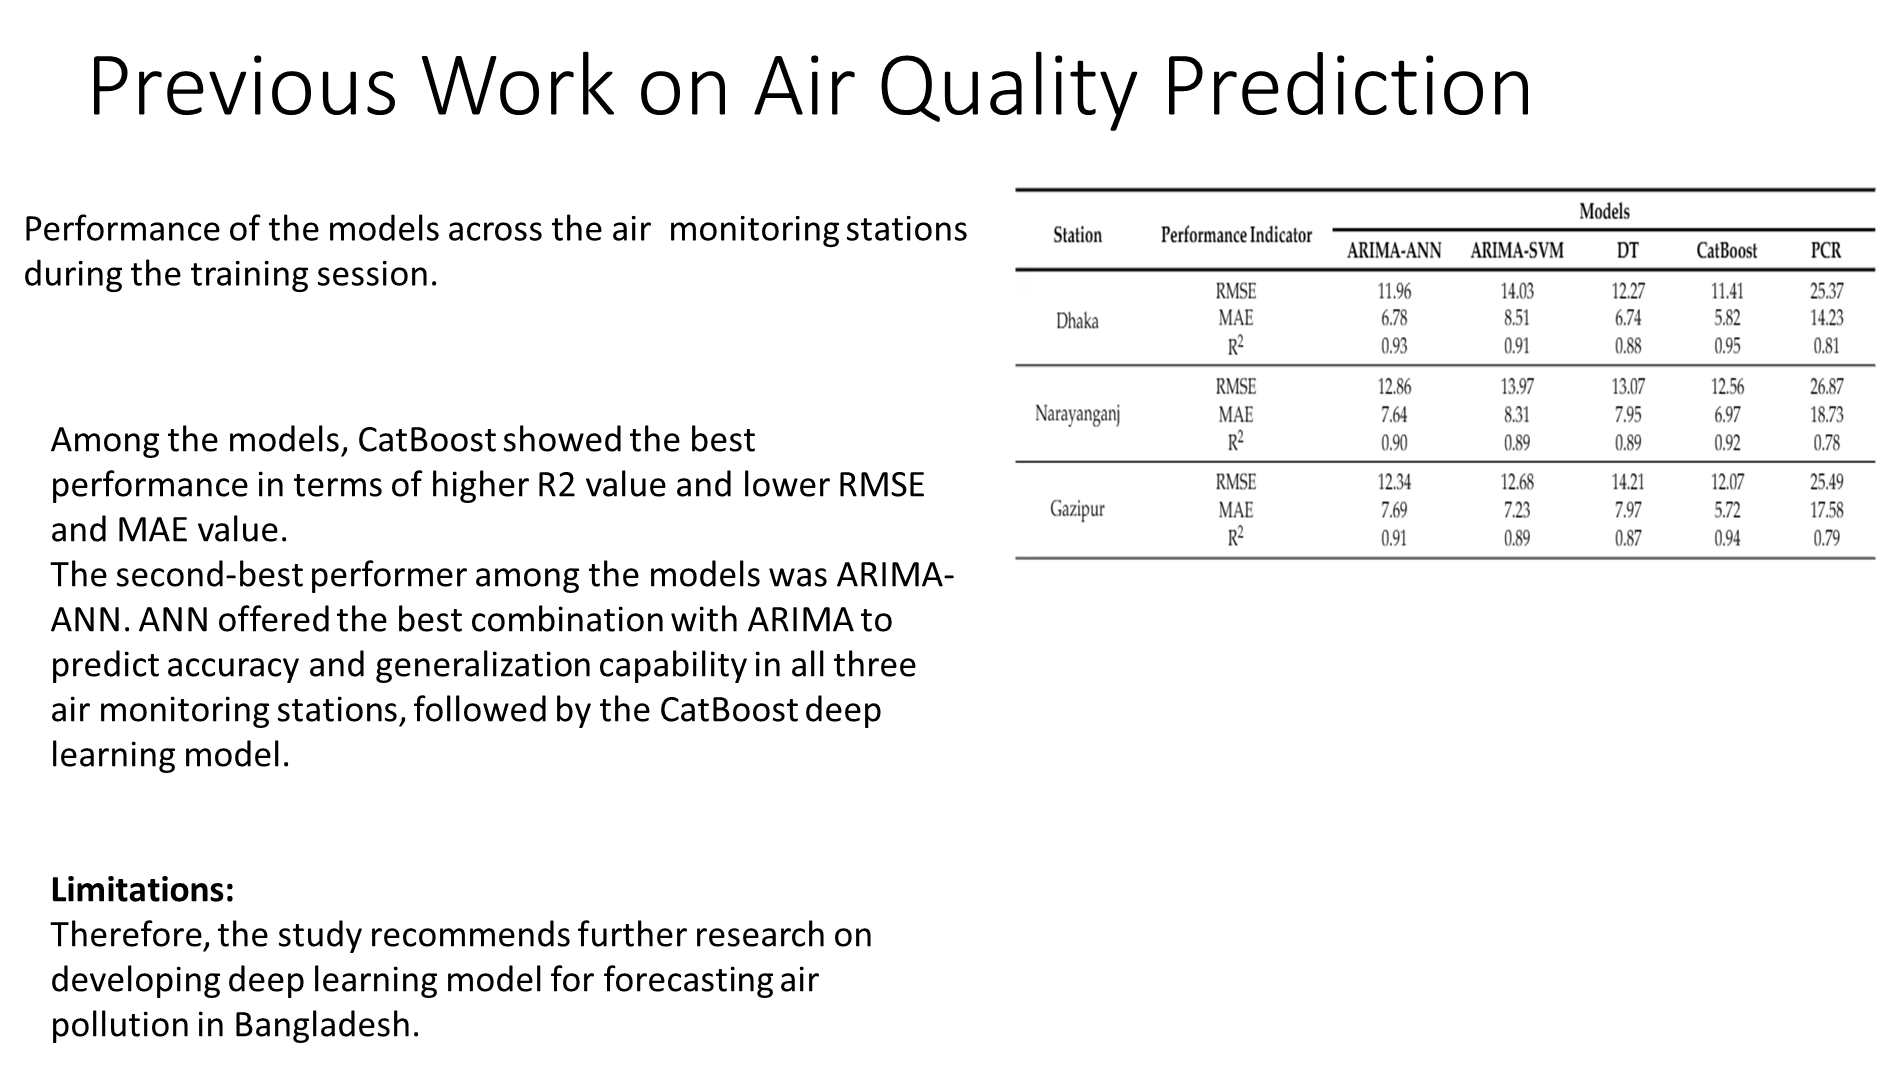 Previous Work on Air Quality Prediction
Performance of the models across the air  monitoring stations
during the training session.
Among the models, CatBoost showed the best
performance in terms of higher R2 value and lower RMSE
and MAE value.
The second-best performer among the models was ARIMA-
ANN. ANN offered the best combination with ARIMA to
predict accuracy and generalization capability in all three
air monitoring stations, followed by the CatBoost deep
learning model.
Limitations:
Therefore, the study recommends further research on
developing deep learning model for forecasting air
pollution in Bangladesh.
Station Performance Indicator Models
ARIMA-ANN ARIMA-SVM DT CatBoost PCR
Dhaka
RMSE 11.96 14.03 12.27 11.41 25.37
MAE 6.78 8.51 6.74 5.82 14.23
R² 0.93 0.91 0.88 0.95 0.81
Narayanganj
RMSE 12.86 13.97 13.07 12.56 26.87
MAE 7.64 8.31 7.95 6.97 18.73
R² 0.90 0.89 0.89 0.92 0.78
Gazipur
RMSE 12.34 12.68 14.21 12.07 25.49
MAE 7.69 7.23 7.97 5.72 17.58
R² 0.91 0.89 0.87 0.94 0.79